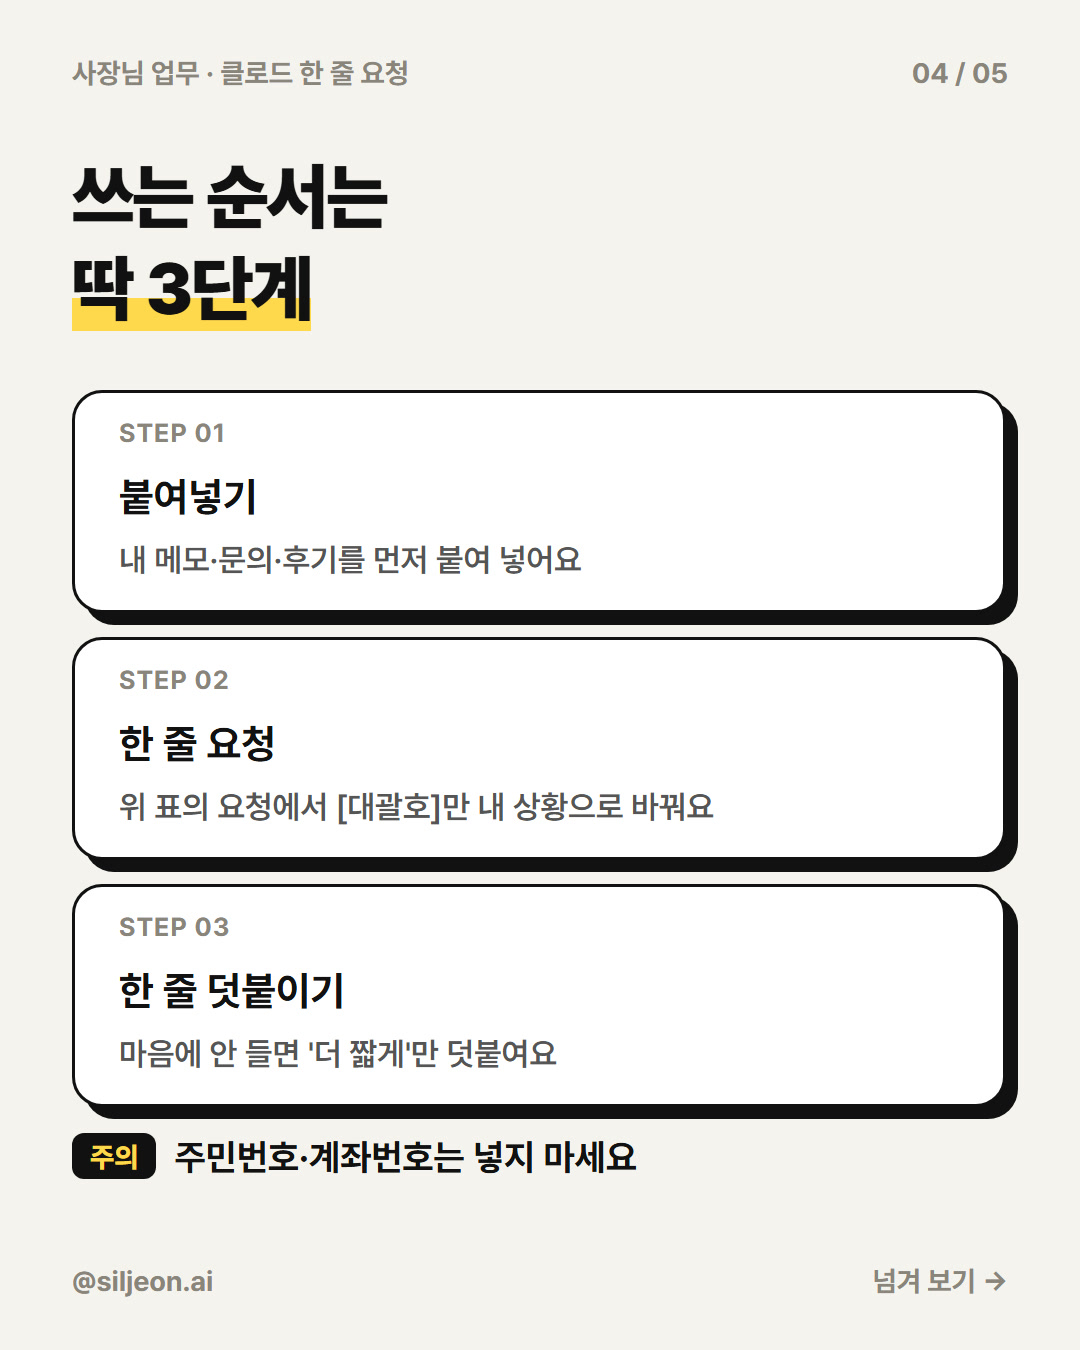 사장님 업무 · 클로드 한 줄 요청
04 / 05
쓰는 순서는
딱 3단계
STEP 01
붙여넣기
내 메모·문의·후기를 먼저 붙여 넣어요
STEP 02
한 줄 요청
위 표의 요청에서 [대괄호]만 내 상황으로 바꿔요
STEP 03
한 줄 덧붙이기
마음에 안 들면 '더 짧게'만 덧붙여요
주의 주민번호·계좌번호는 넣지 마세요
@siljeon.ai
넘겨 보기 →